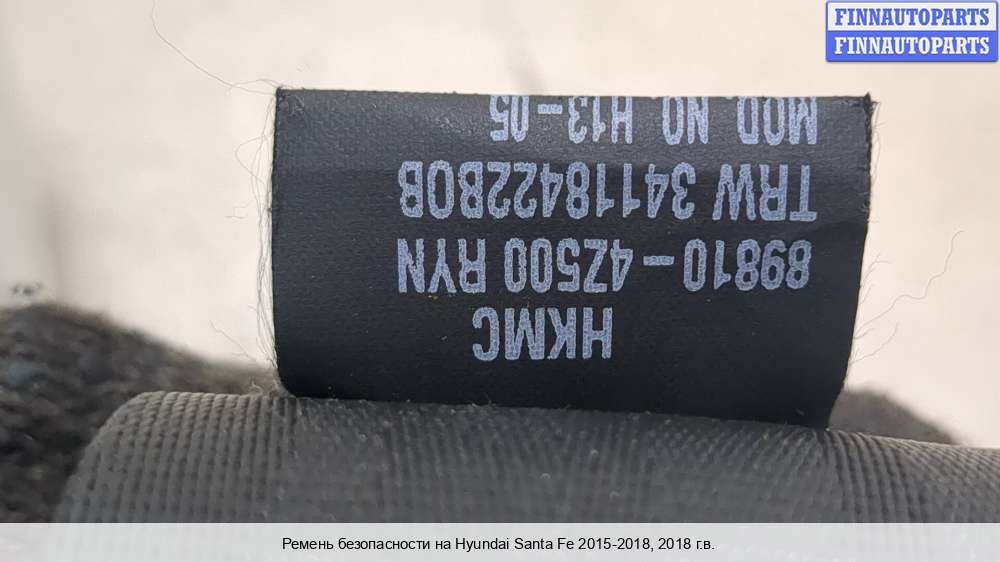 FINNAUTOPARTS
FINNAUTOPARTS
HKMC
89810-4Z500 RYN
TRW 34118422B0B
MOD. NO H13-05
Ремень безопасности на Hyundai Santa Fe 2015-2018, 2018 г.в.